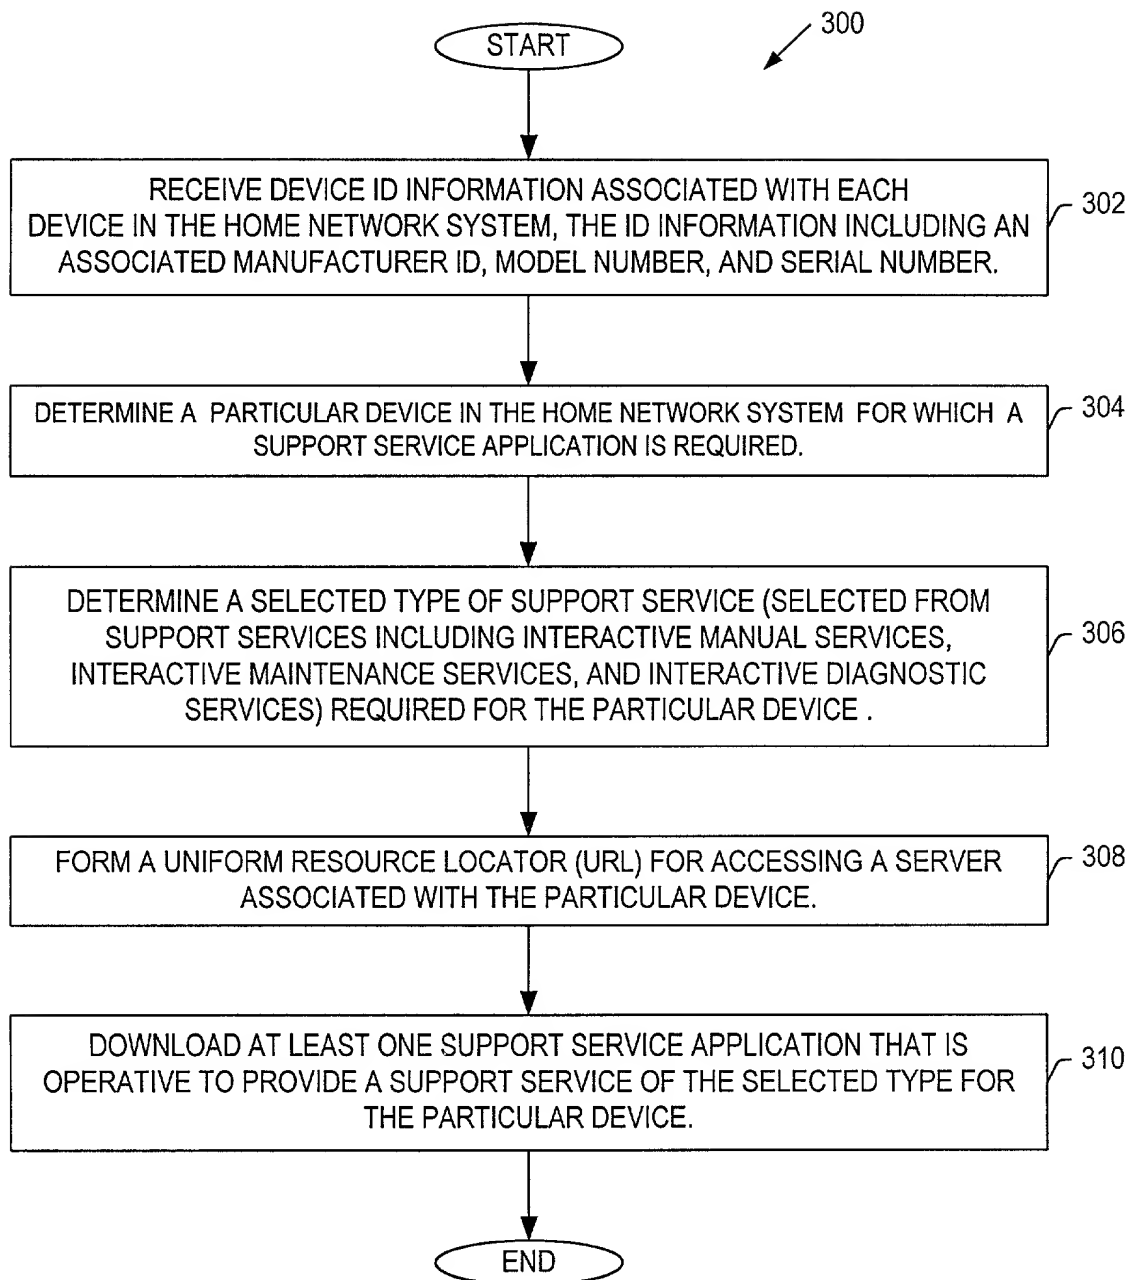 START
300
RECEIVE DEVICE ID INFORMATION ASSOCIATED WITH EACH
DEVICE IN THE HOME NETWORK SYSTEM, THE ID INFORMATION INCLUDING AN
ASSOCIATED MANUFACTURER ID, MODEL NUMBER, AND SERIAL NUMBER.
302
DETERMINE A PARTICULAR DEVICE IN THE HOME NETWORK SYSTEM FOR WHICH A
SUPPORT SERVICE APPLICATION IS REQUIRED.
304
DETERMINE A SELECTED TYPE OF SUPPORT SERVICE (SELECTED FROM
SUPPORT SERVICES INCLUDING INTERACTIVE MANUAL SERVICES,
INTERACTIVE MAINTENANCE SERVICES, AND INTERACTIVE DIAGNOSTIC
SERVICES) REQUIRED FOR THE PARTICULAR DEVICE .
306
FORM A UNIFORM RESOURCE LOCATOR (URL) FOR ACCESSING A SERVER
ASSOCIATED WITH THE PARTICULAR DEVICE.
308
DOWNLOAD AT LEAST ONE SUPPORT SERVICE APPLICATION THAT IS
OPERATIVE TO PROVIDE A SUPPORT SERVICE OF THE SELECTED TYPE FOR
THE PARTICULAR DEVICE.
310
END